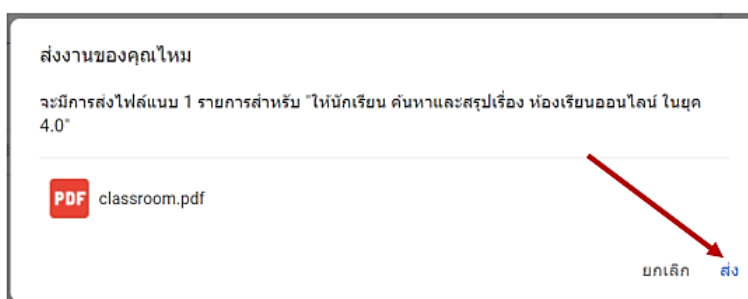 ส่งงานของคุณไหม
จะมีการส่งไฟล์แนบ 1 รายการสำหรับ "ให้นักเรียน ค้นหาและสรุปเรื่อง ห้องเรียนออนไลน์ ในยุค
4.0"
PDF classroom.pdf
ยกเลิก ส่ง